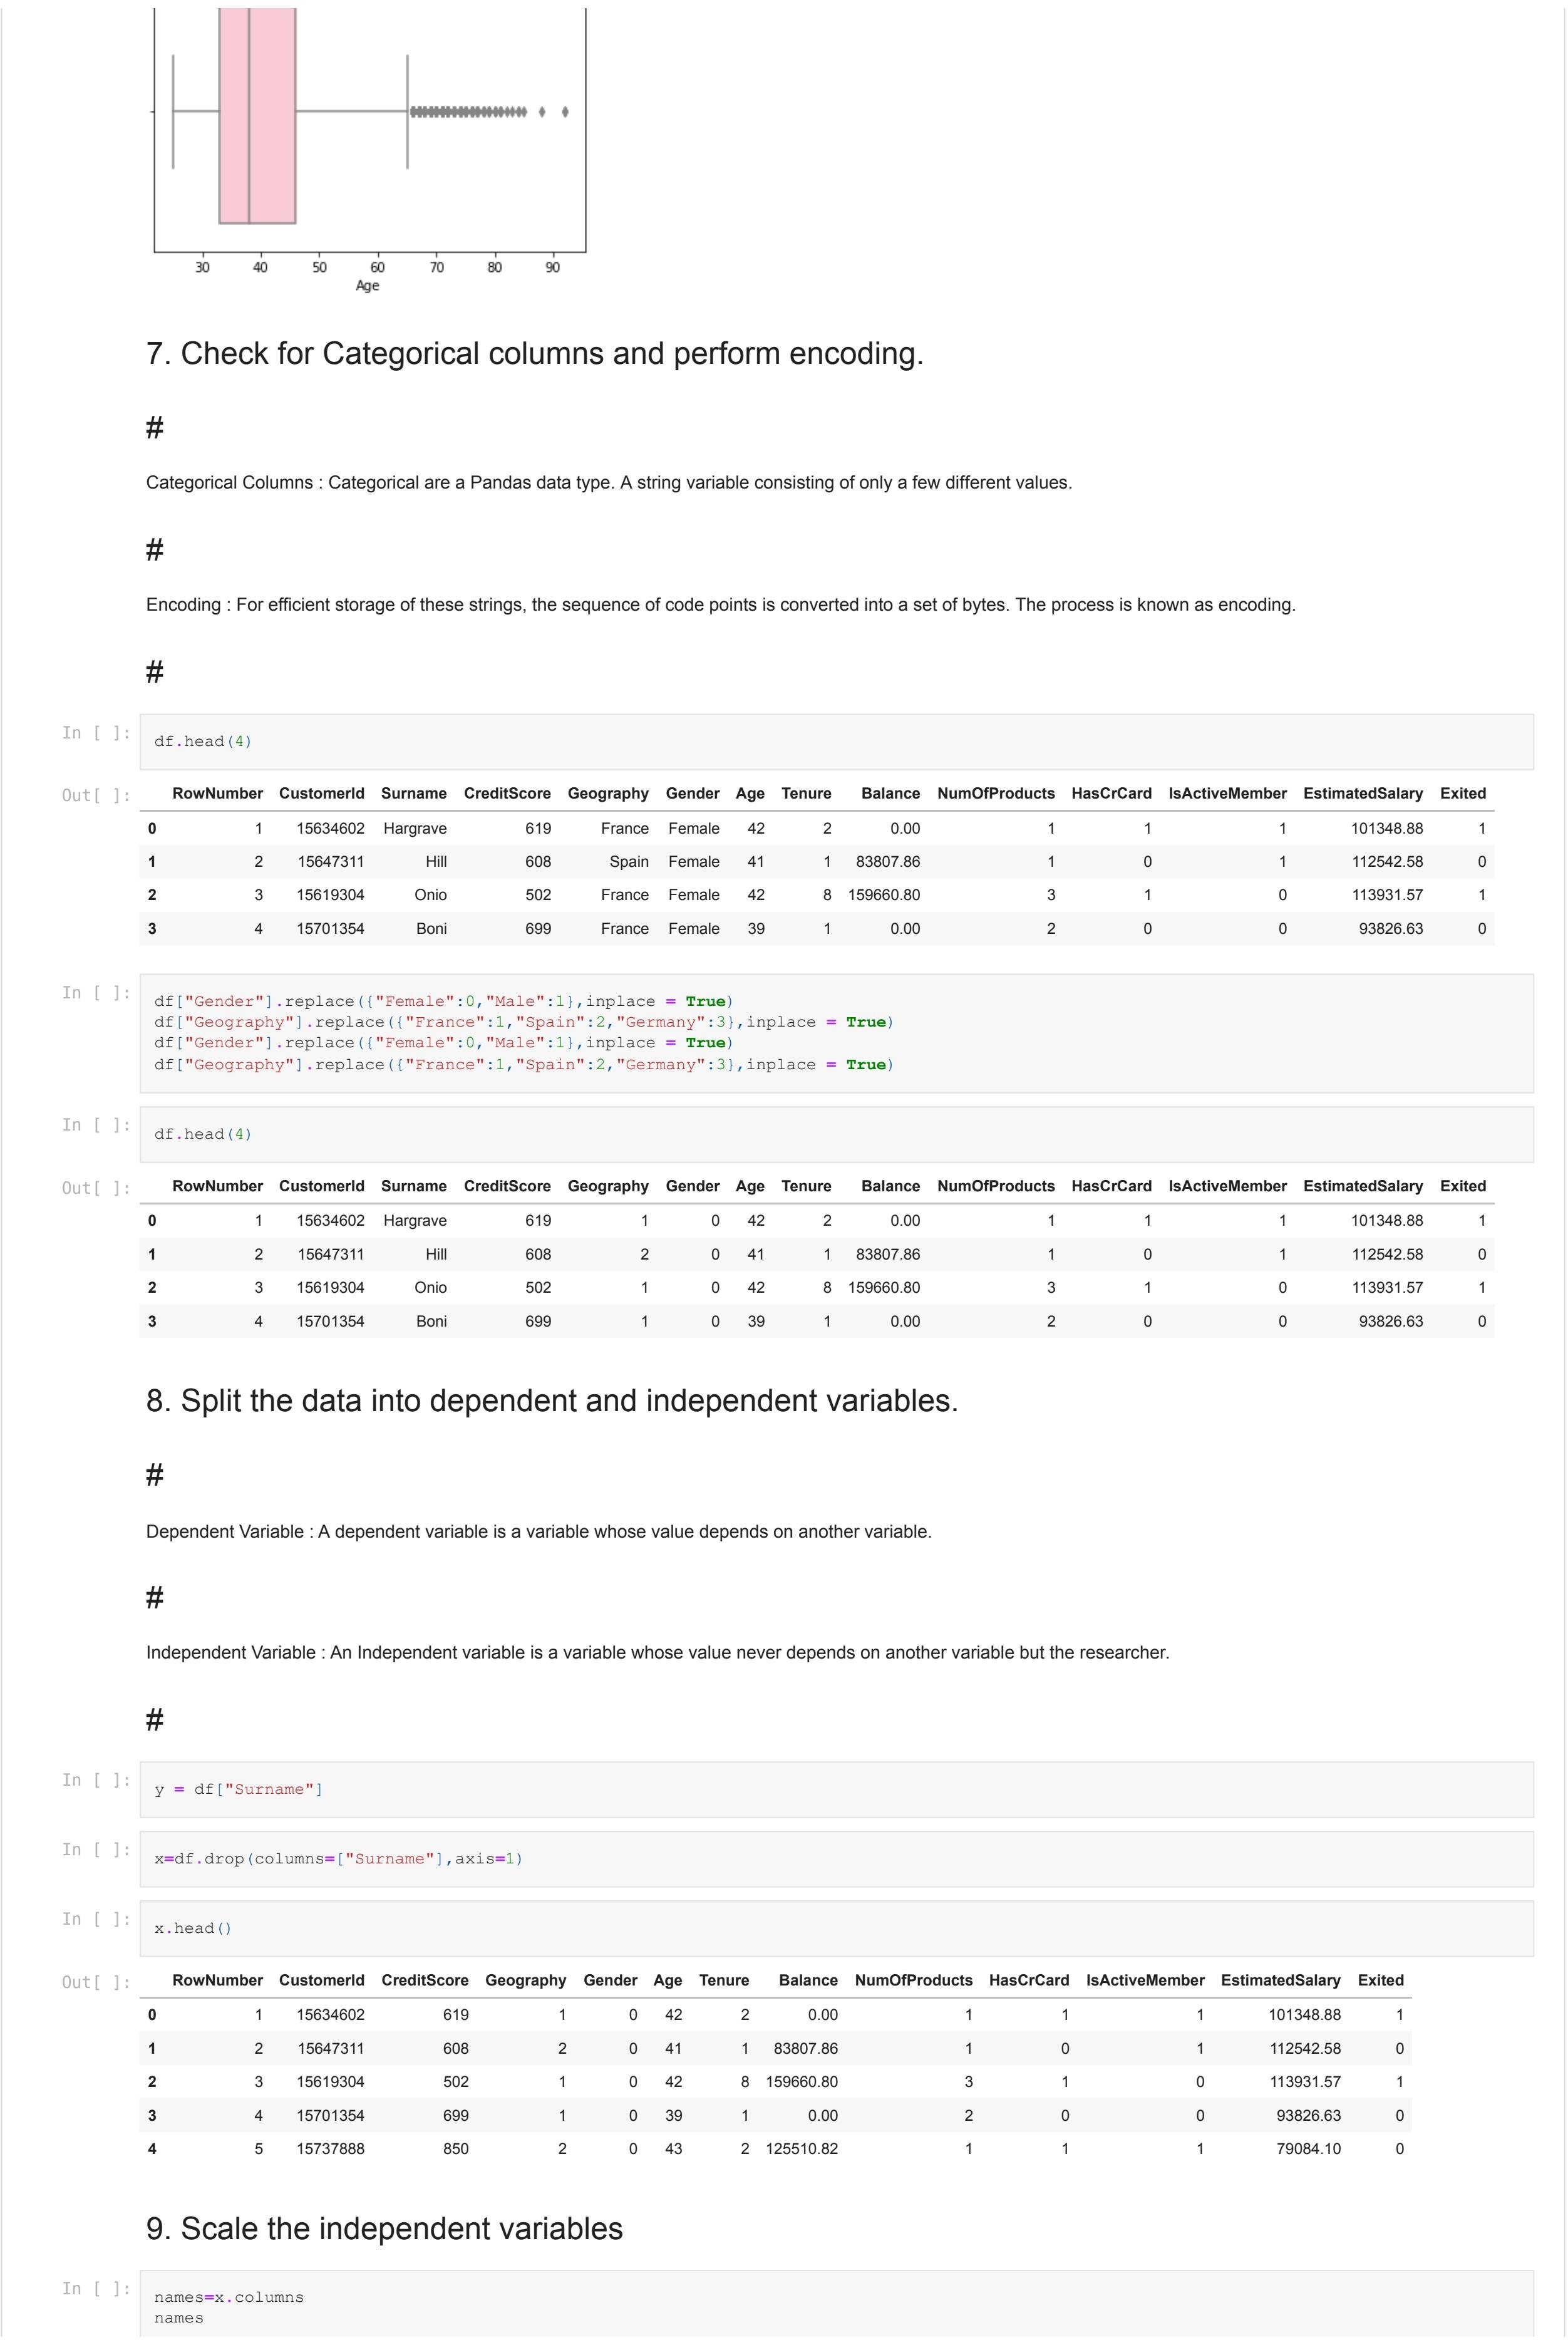 30 40 50 60 70 80 90
Age
7. Check for Categorical columns and perform encoding.
#
Categorical Columns : Categorical are a Pandas data type. A string variable consisting of only a few different values.
#
Encoding : For efficient storage of these strings, the sequence of code points is converted into a set of bytes. The process is known as encoding.
#
In [ ]: df.head(4)
Out[ ]: RowNumber CustomerId Surname CreditScore Geography Gender Age Tenure Balance NumOfProducts HasCrCard IsActiveMember EstimatedSalary Exited
0 1 15634602 Hargrave 619 France Female 42 2 0.00 1 1 1 101348.88 1
1 2 15647311 Hill 608 Spain Female 41 1 83807.86 1 0 1 112542.58 0
2 3 15619304 Onio 502 France Female 42 8 159660.80 3 1 0 113931.57 1
3 4 15701354 Boni 699 France Female 39 1 0.00 2 0 0 93826.63 0
In [ ]: df["Gender"].replace({"Female":0,"Male":1},inplace = True)
df["Geography"].replace({"France":1,"Spain":2,"Germany":3},inplace = True)
df["Gender"].replace({"Female":0,"Male":1},inplace = True)
df["Geography"].replace({"France":1,"Spain":2,"Germany":3},inplace = True)
In [ ]: df.head(4)
Out[ ]: RowNumber CustomerId Surname CreditScore Geography Gender Age Tenure Balance NumOfProducts HasCrCard IsActiveMember EstimatedSalary Exited
0 1 15634602 Hargrave 619 1 0 42 2 0.00 1 1 1 101348.88 1
1 2 15647311 Hill 608 2 0 41 1 83807.86 1 0 1 112542.58 0
2 3 15619304 Onio 502 1 0 42 8 159660.80 3 1 0 113931.57 1
3 4 15701354 Boni 699 1 0 39 1 0.00 2 0 0 93826.63 0
8. Split the data into dependent and independent variables.
#
Dependent Variable : A dependent variable is a variable whose value depends on another variable.
#
Independent Variable : An Independent variable is a variable whose value never depends on another variable but the researcher.
#
In [ ]: y = df["Surname"]
In [ ]: x=df.drop(columns=["Surname"],axis=1)
In [ ]: x.head()
Out[ ]: RowNumber CustomerId CreditScore Geography Gender Age Tenure Balance NumOfProducts HasCrCard IsActiveMember EstimatedSalary Exited
0 1 15634602 619 1 0 42 2 0.00 1 1 1 101348.88 1
1 2 15647311 608 2 0 41 1 83807.86 1 0 1 112542.58 0
2 3 15619304 502 1 0 42 8 159660.80 3 1 0 113931.57 1
3 4 15701354 699 1 0 39 1 0.00 2 0 0 93826.63 0
4 5 15737888 850 2 0 43 2 125510.82 1 1 1 79084.10 0
9. Scale the independent variables
In [ ]: names=x.columns
names